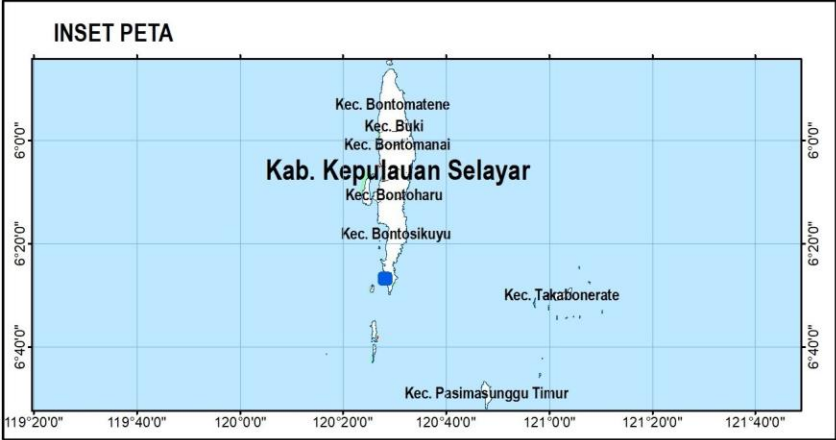 INSET PETA
Kec. Bontomatene
Kec. Buki
Kec. Bontomanai
Kab. Kepulauan Selayar
Kec. Bontoharu
Kec. Bontosikuyu
Kec. Takabonerate
Kec. Pasimasunggu Timur
6°0'0"
6°20'0"
6°40'0"
6°0'0"
6°20'0"
6°40'0"
119°20'0" 119°40'0" 120°0'0" 120°20'0" 120°40'0" 121°0'0" 121°20'0" 121°40'0"